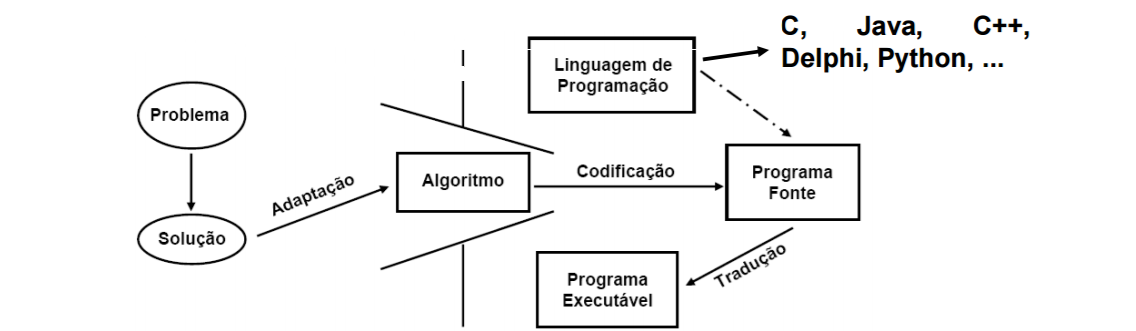 C, Java, C++,
Delphi, Python, ...
Linguagem de
Programação
Problema
Solução
Adaptação
Algoritmo
Codificação
Programa
Fonte
Tradução
Programa
Executável